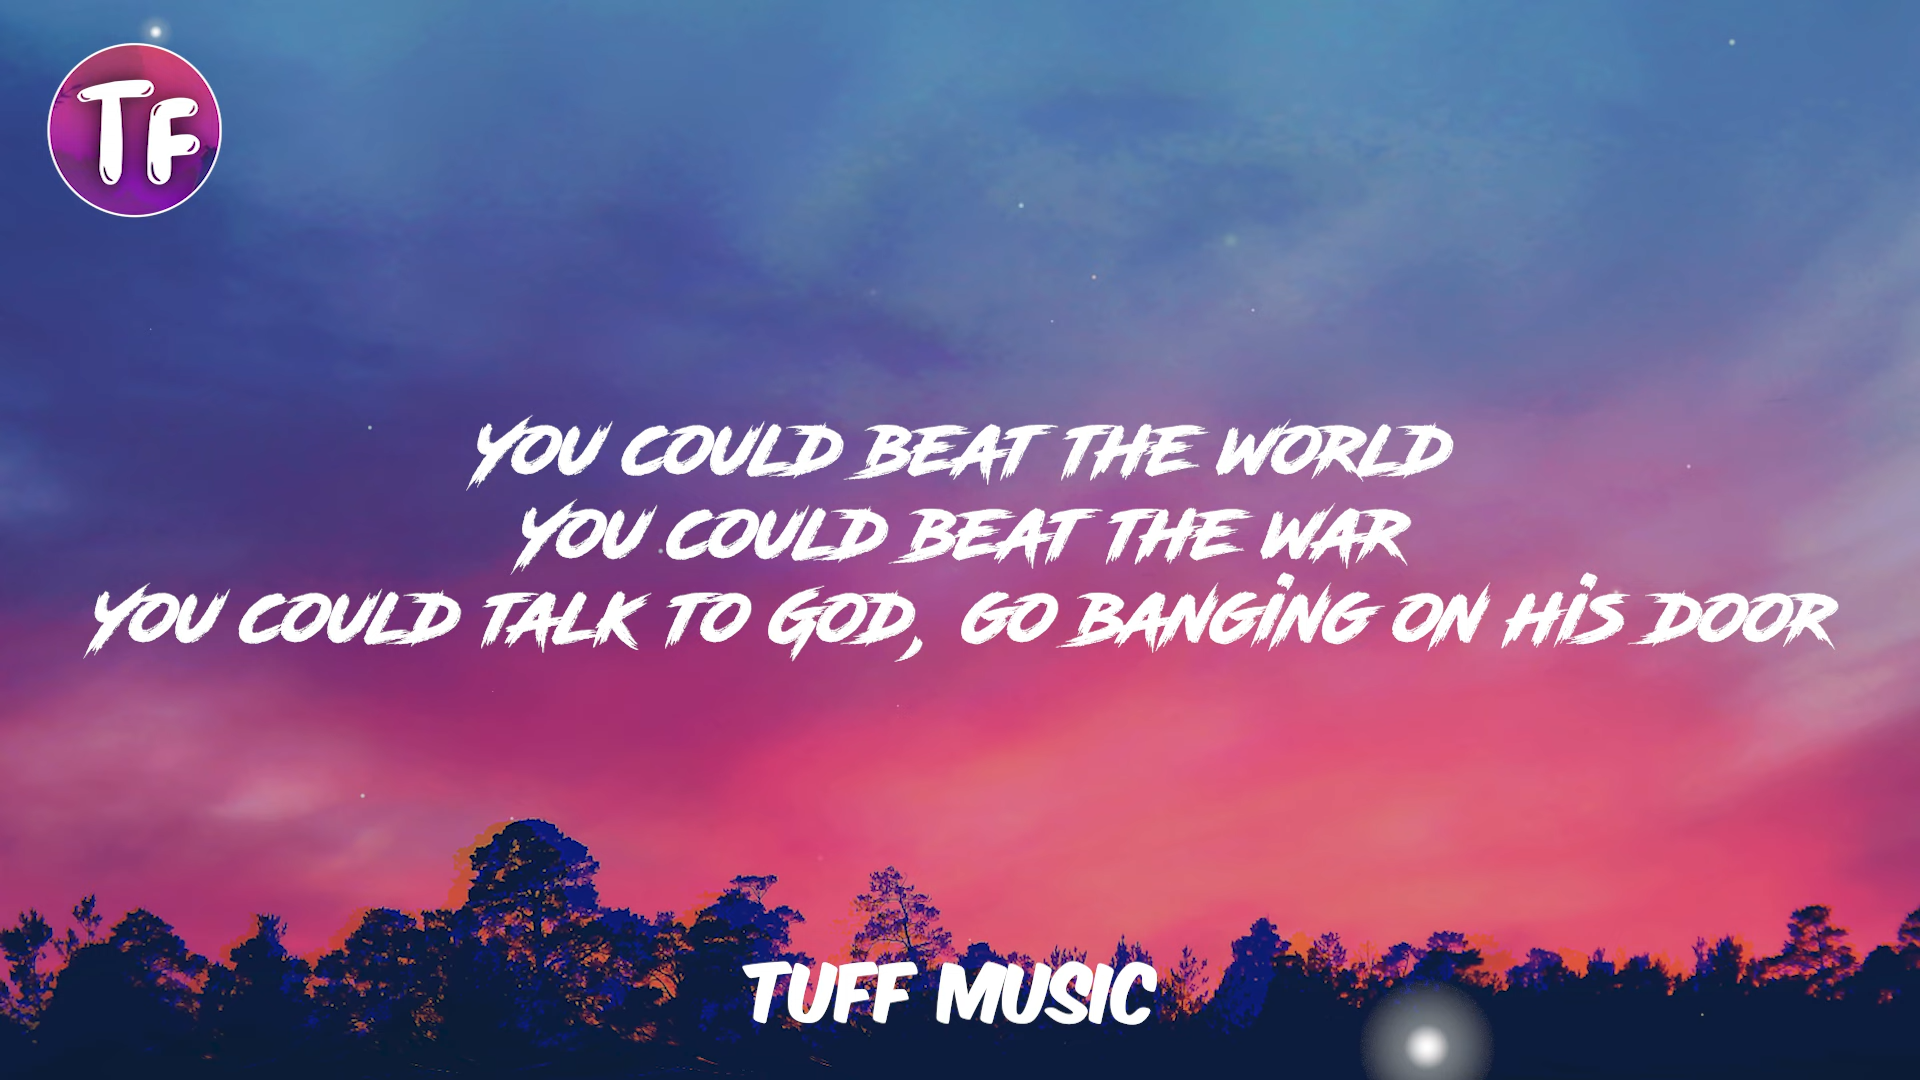 TF
YOU COULD BEAT THE WORLD
YOU COULD BEAT THE WAR
YOU COULD TALK TO GOD, GO BANGING ON HIS DOOR
TUFF MUSIC